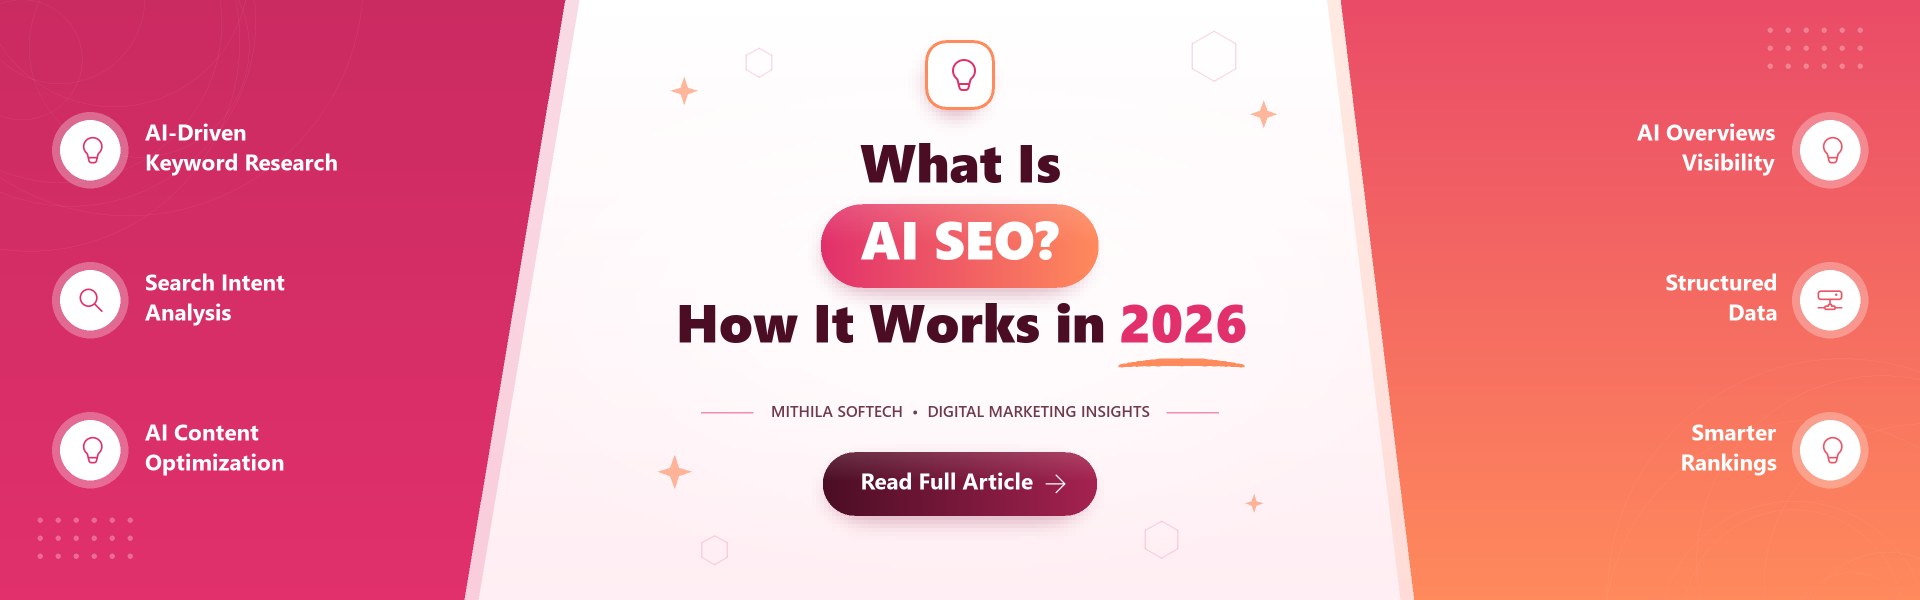 AI-Driven
Keyword Research
Search Intent
Analysis
AI Content
Optimization
What Is
AI SEO?
How It Works in 2026
MITHILA SOFTECH • DIGITAL MARKETING INSIGHTS
Read Full Article →
AI Overviews
Visibility
Structured
Data
Smarter
Rankings